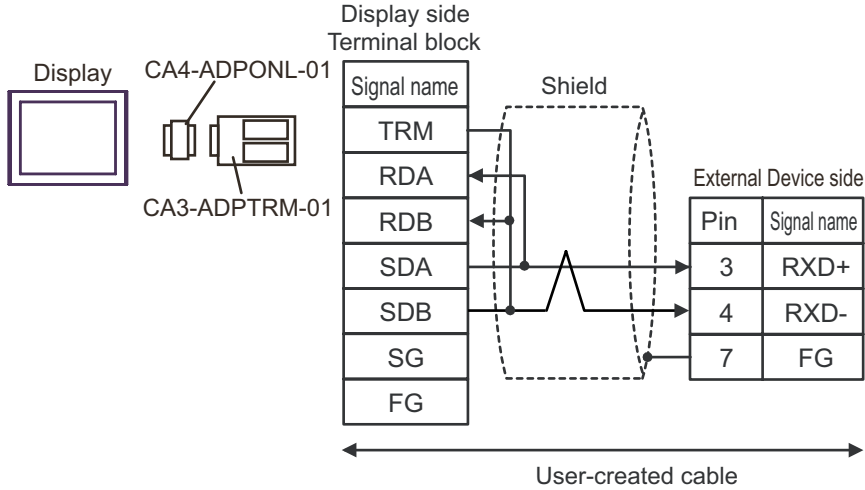 Display side
Terminal block
Display
CA4-ADPONL-01
CA3-ADPTRM-01
Signal name
TRM
RDA
RDB
SDA
SDB
SG
FG
Shield
External Device side
Pin Signal name
3 RXD+
4 RXD-
7 FG
User-created cable